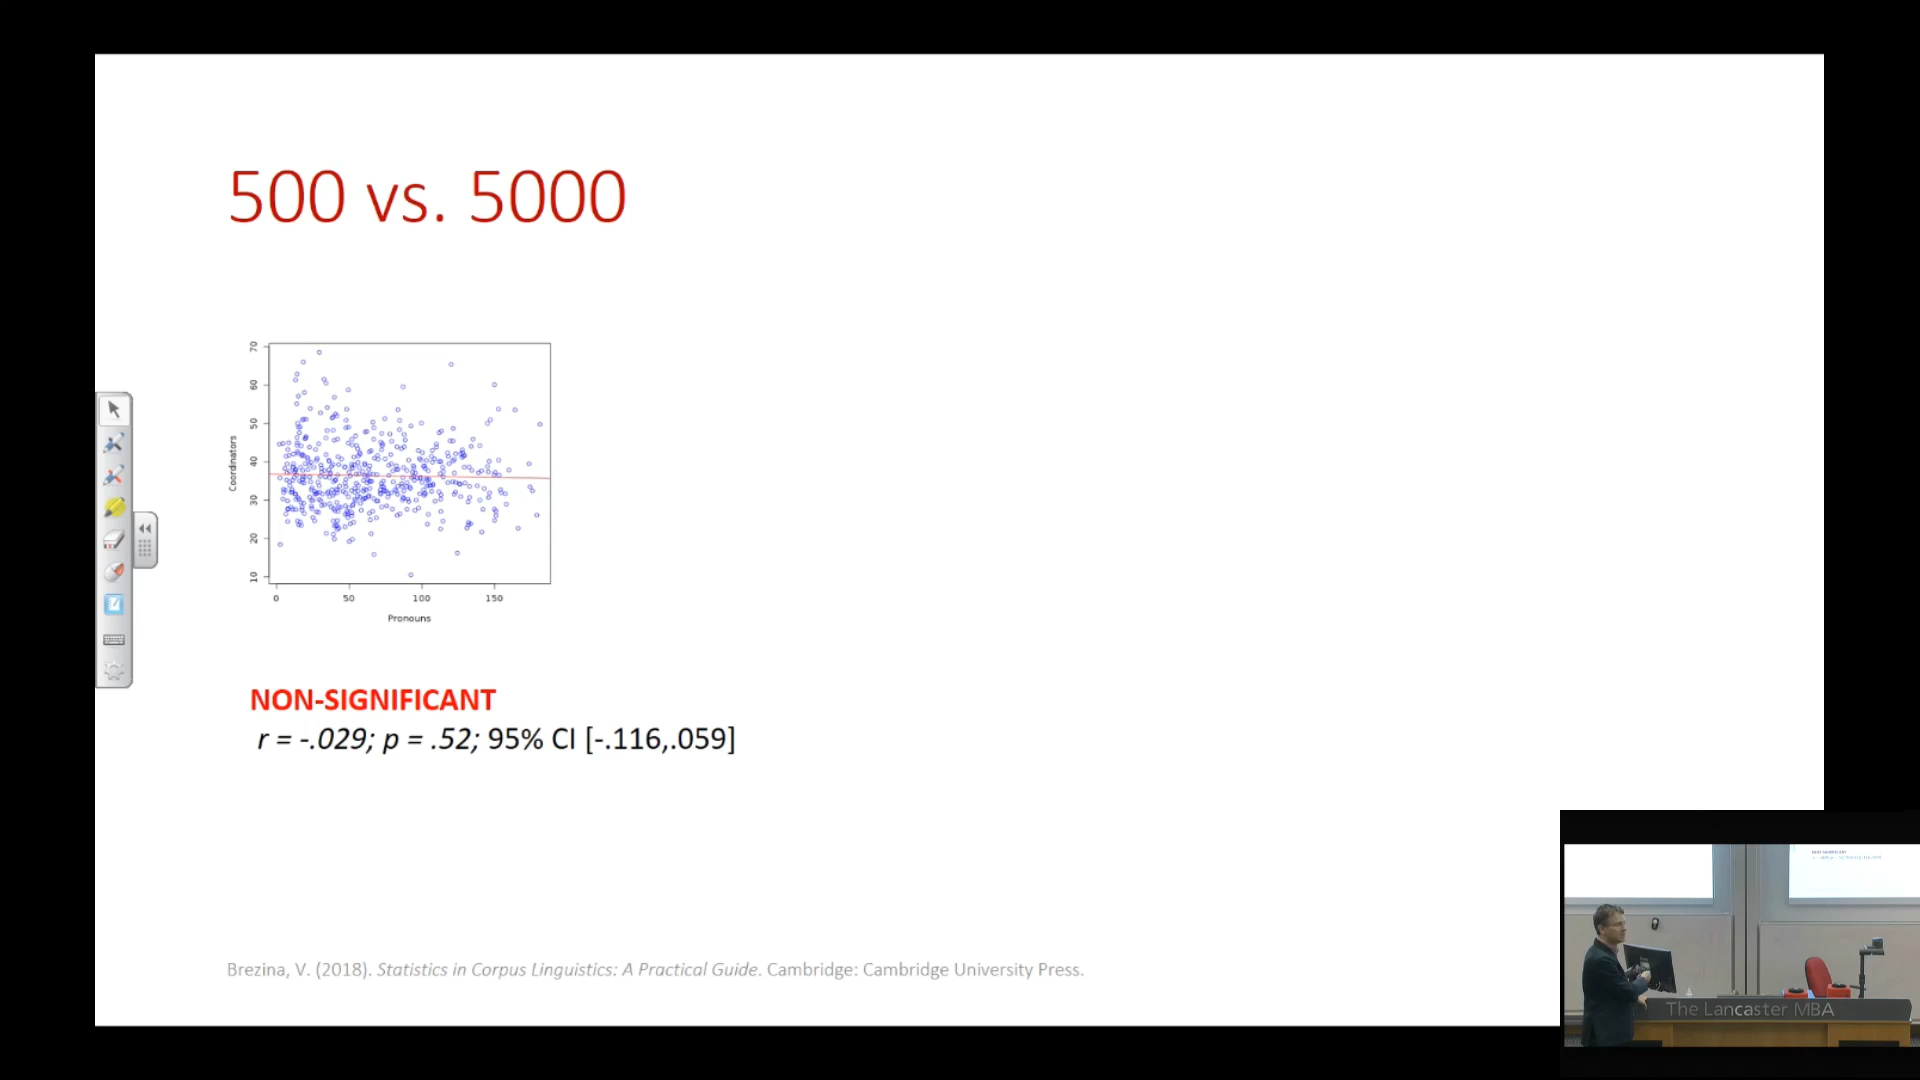 500 vs. 5000
70
60
50
40
30
20
10
Coordinators
0 50 100 150
Pronouns
NON-SIGNIFICANT
r = -.029; p = .52; 95% CI [-.116,.059]
Brezina, V. (2018). Statistics in Corpus Linguistics: A Practical Guide. Cambridge: Cambridge University Press.
The Lancaster MBA